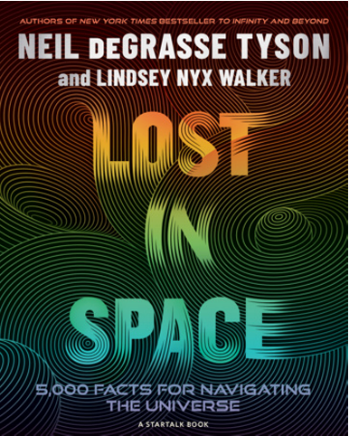 AUTHORS OF NEW YORK TIMES BESTSELLER TO INFINITY AND BEYOND
NEIL DEGRASSE TYSON
and LINDSEY NYX WALKER
LOST
IN
SPACE
5,000 FACTS FOR NAVIGATING
THE UNIVERSE
A STARTALK BOOK